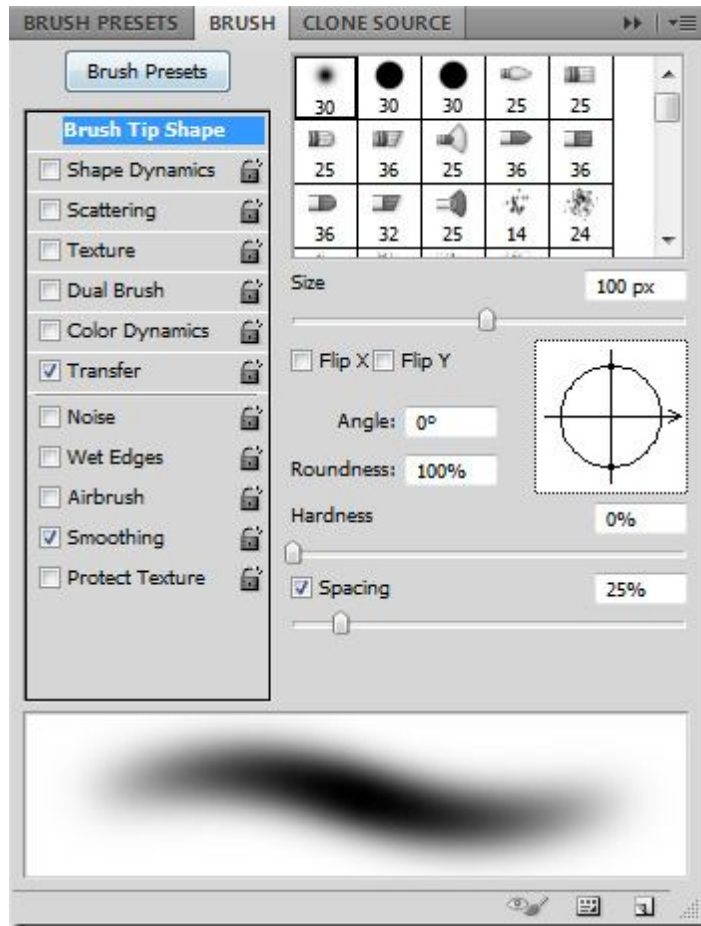 BRUSH PRESETS BRUSH CLONE SOURCE
Brush Presets
Brush Tip Shape
Shape Dynamics
Scattering
Texture
Dual Brush
Color Dynamics
Transfer
Noise
Wet Edges
Airbrush
Smoothing
Protect Texture
30 30 30 25 25
25 36 25 36 36
36 32 25 14 24
Size 100 px
Flip X Flip Y
Angle: 0º
Roundness: 100%
Hardness 0%
Spacing 25%